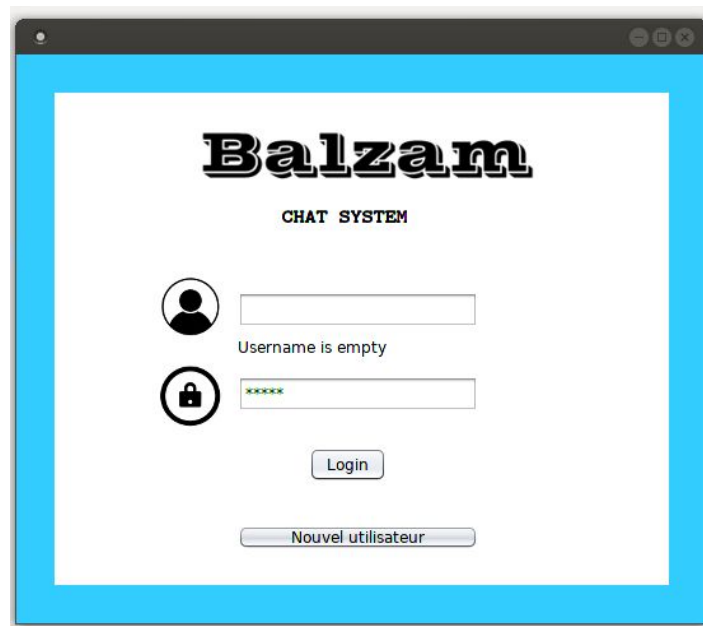 Balzam
CHAT SYSTEM
Username is empty
*****
Login
Nouvel utilisateur